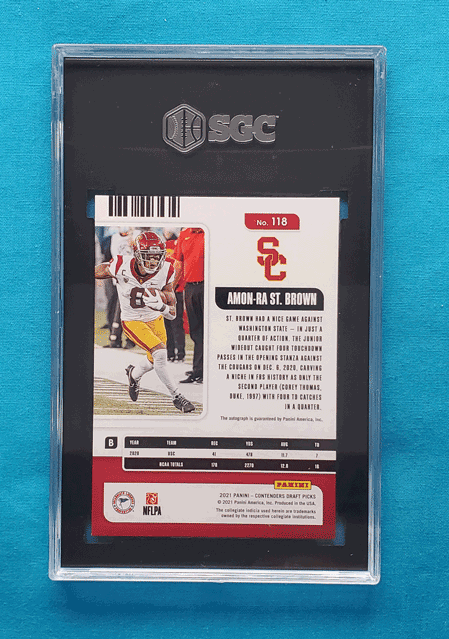 SGC
No. 118
SC
AMON-RA ST. BROWN
ST. BROWN HAD A NICE GAME AGAINST
WASHINGTON STATE – IN JUST A
QUARTER OF ACTION. THE JUNIOR
WIDEOUT CAUGHT FOUR TOUCHDOWN
PASSES IN THE OPENING STANZA AGAINST
THE COUGARS ON DEC. 6, 2020, CARVING
A NICHE IN FBS HISTORY AS ONLY THE
SECOND PLAYER (COREY THOMAS,
DUKE, 1997) WITH FOUR TD CATCHES
IN A QUARTER.
The autograph is guaranteed by Panini America, Inc.
B
YEAR TEAM REC YDS AVG TD
2020 USC 41 478 11.7 7
NCAA TOTALS 178 2270 12.8 16
PANINI
2021 PANINI – CONTENDERS DRAFT PICKS
© 2021 Panini America, Inc. Produced in the USA.
The collegiate indicia used herein are trademarks
owned by the respective collegiate institutions.
NFLPA